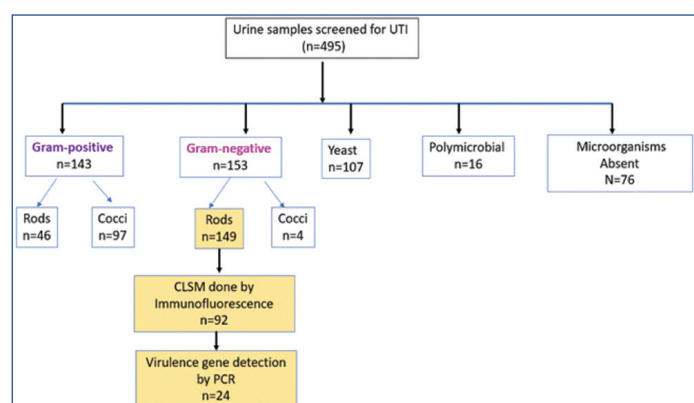 Urine samples screened for UTI
(n=495)
Gram-positive
n=143
Gram-negative
n=153
Yeast
n=107
Polymicrobial
n=16
Microorganisms
Absent
N=76
Rods
n=46
Cocci
n=97
Rods
n=149
Cocci
n=4
CLSM done by
Immunofluorescence
n=92
Virulence gene detection
by PCR
n=24